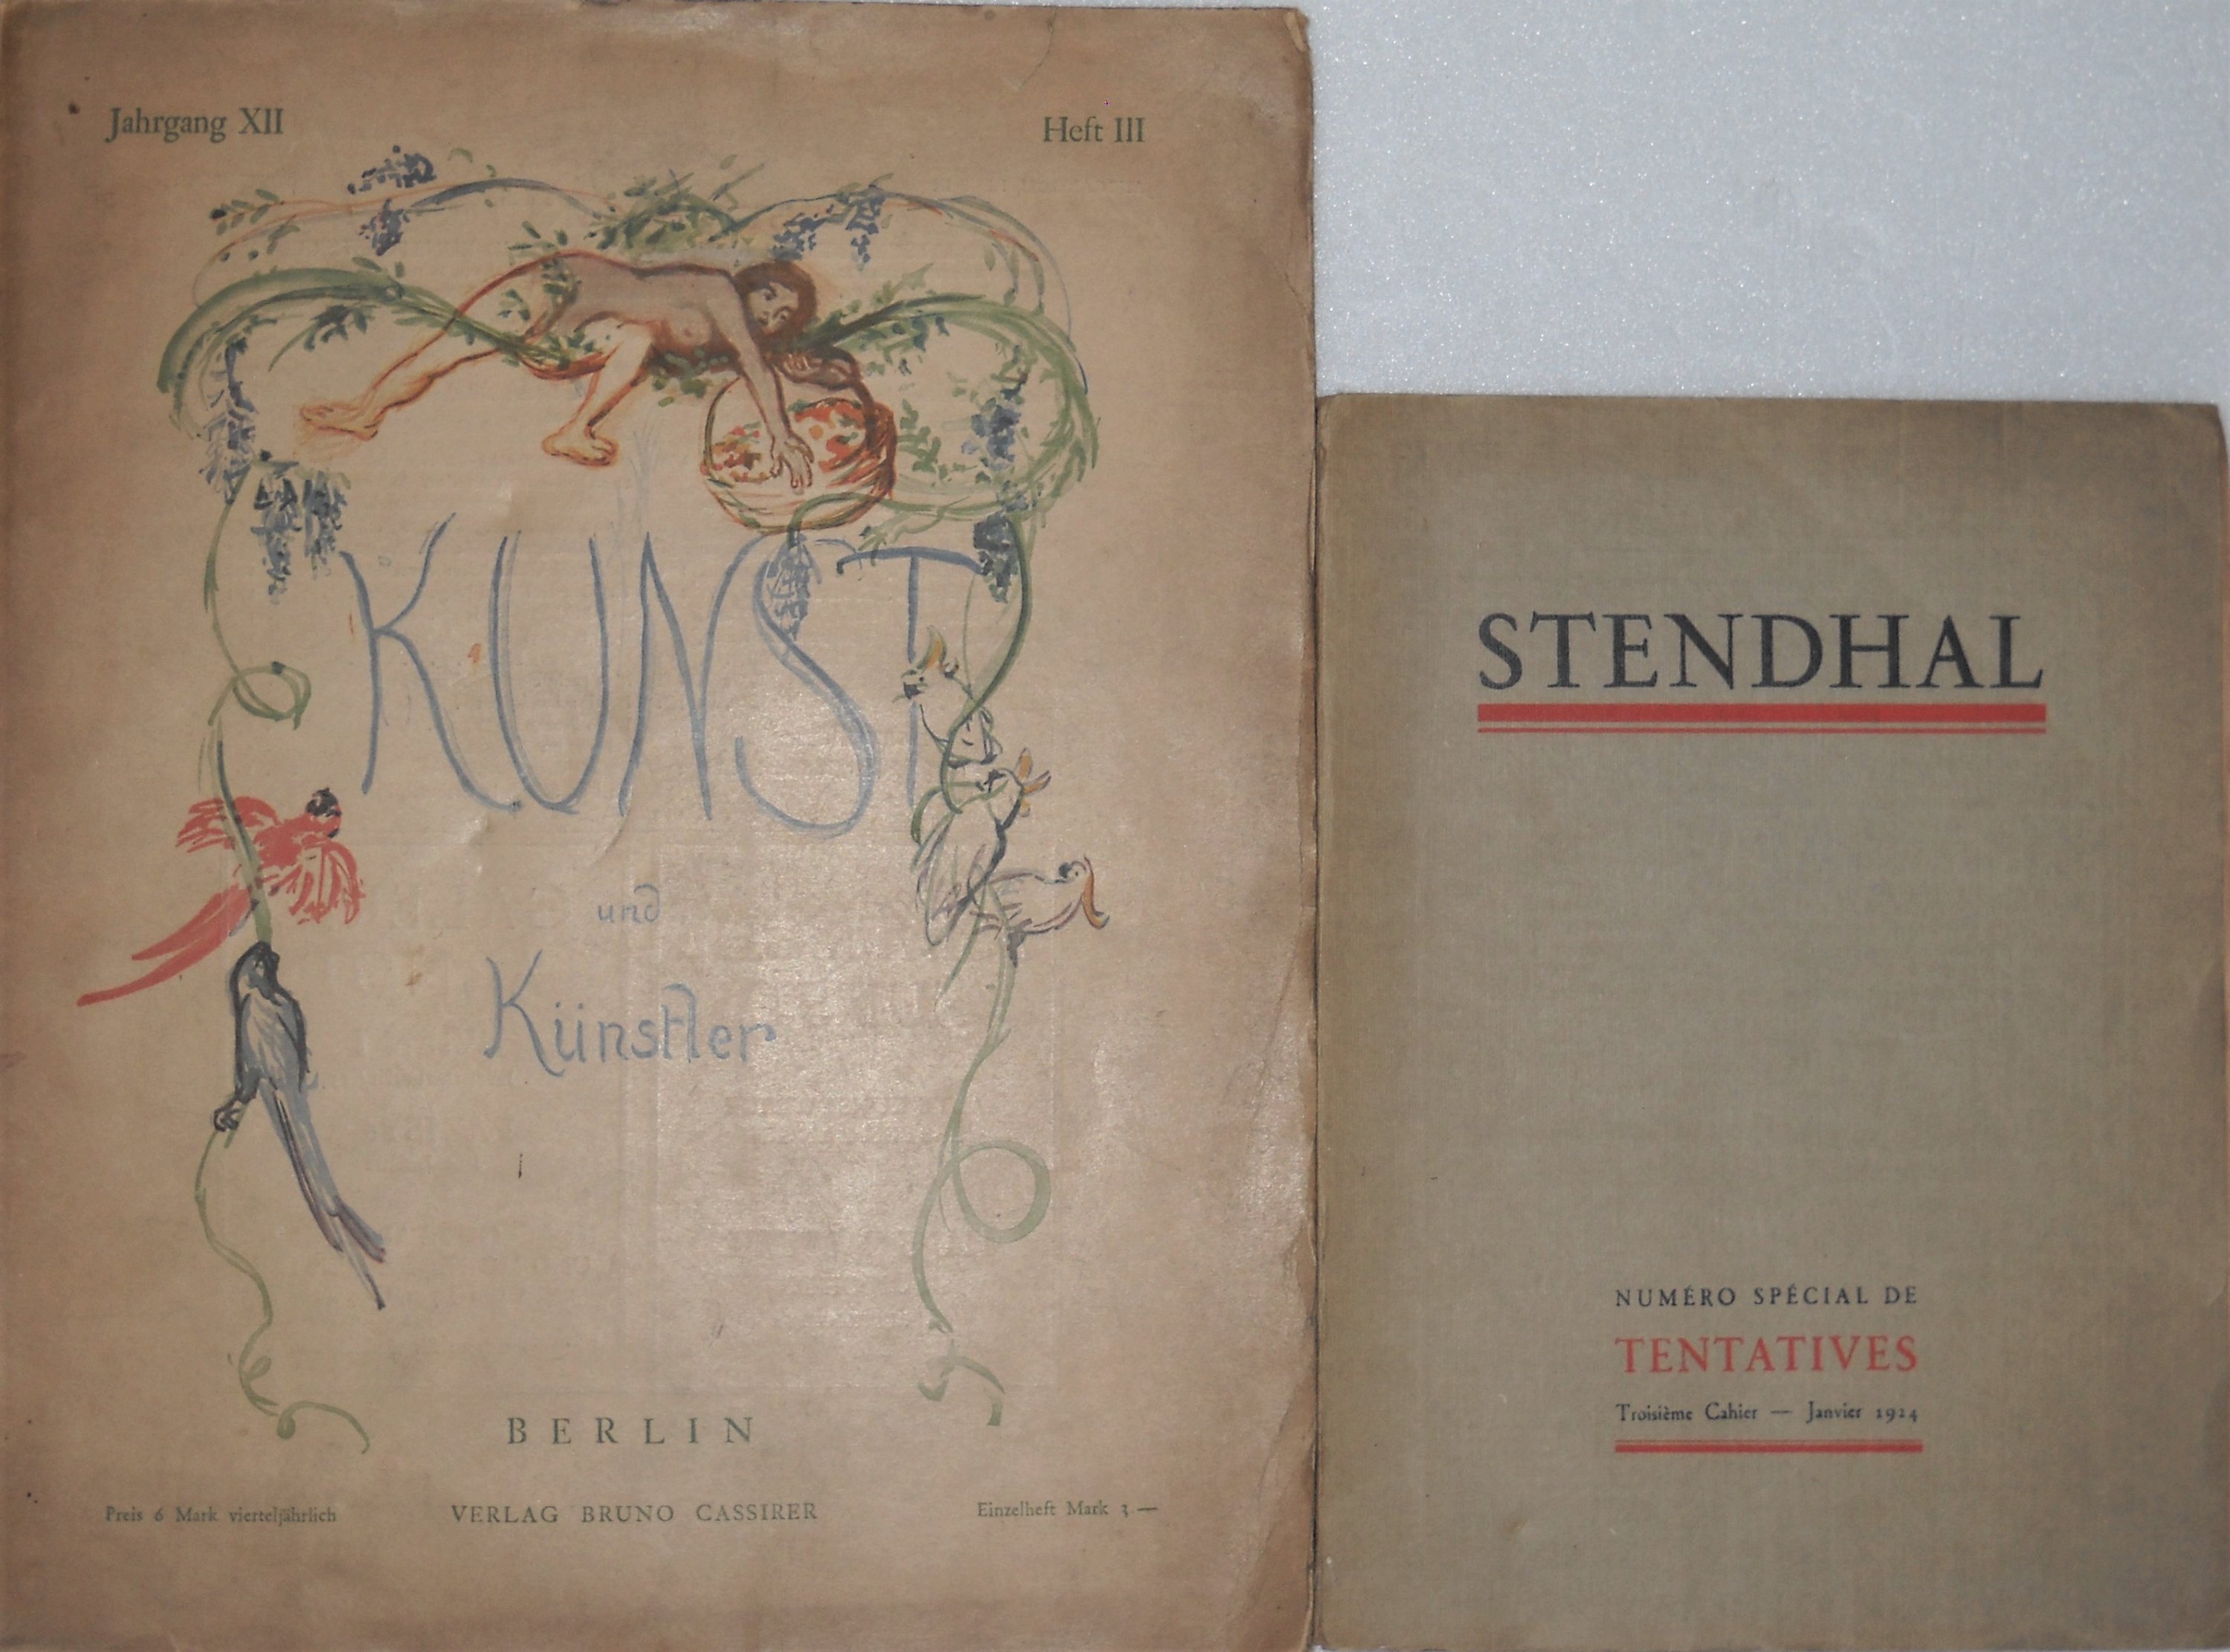 Jahrgang XII
Heft III
KUNST
und
Künstler
BERLIN
Preis 6 Mark vierteljährlich
VERLAG BRUNO CASSIRER
Einzelheft Mark 3.—
STENDHAL
NUMÉRO SPÉCIAL DE
TENTATIVES
Troisième Cahier — Janvier 1924